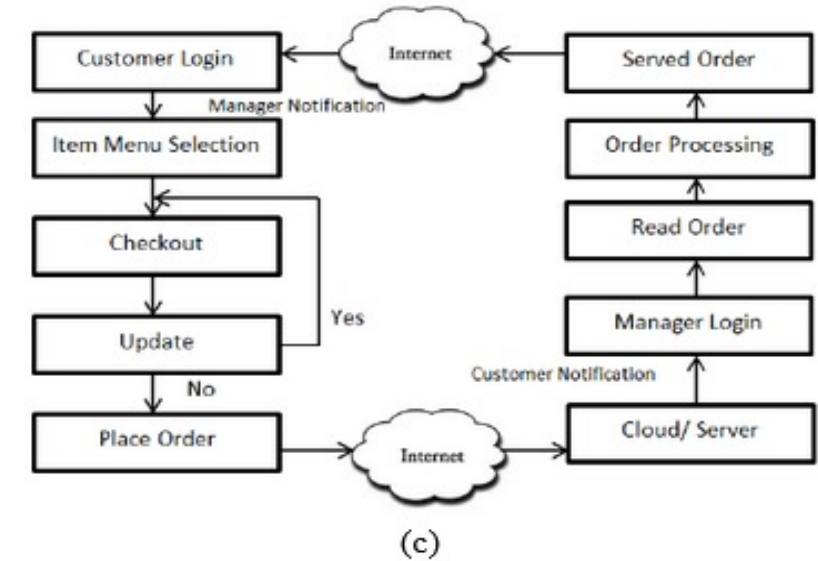 Customer Login
Internet
Served Order
Manager Notification
Item Menu Selection
Order Processing
Checkout
Read Order
Yes
Update
Manager Login
No
Customer Notification
Place Order
Internet
Cloud/ Server
(c)